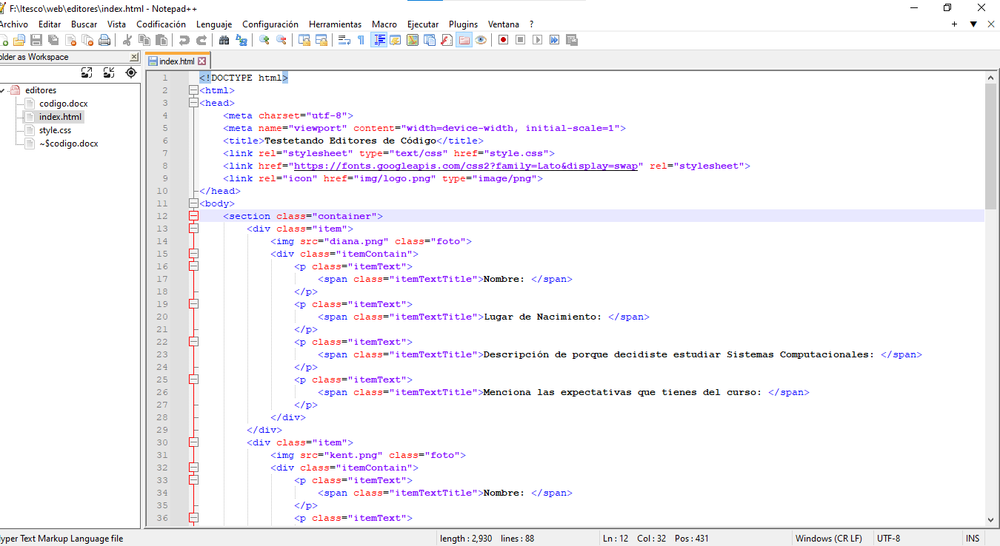 F:\Itesco\web\editores\index.html - Notepad++
Archivo Editar Buscar Vista Codificación Lenguaje Configuración Herramientas Macro Ejecutar Plugins Ventana ? + ▼ X
older as Workspace
index.html
editores
codigo.docx
index.html
style.css
~$codigo.docx
1 <!DOCTYPE html>
2 <html>
3 <head>
4 <meta charset="utf-8">
5 <meta name="viewport" content="width=device-width, initial-scale=1">
6 <title>Testetando Editores de Código</title>
7 <link rel="stylesheet" type="text/css" href="style.css">
8 <link href="https://fonts.googleapis.com/css2?family=Lato&display=swap" rel="stylesheet">
9 <link rel="icon" href="img/logo.png" type="image/png">
10 </head>
11 <body>
12 <section class="container">
13 <div class="item">
14 <img src="diana.png" class="foto">
15 <div class="itemContain">
16 <p class="itemText">
17 <span class="itemTextTitle">Nombre: </span>
18 </p>
19 <p class="itemText">
20 <span class="itemTextTitle">Lugar de Nacimiento: </span>
21 </p>
22 <p class="itemText">
23 <span class="itemTextTitle">Descripción de porque decidiste estudiar Sistemas Computacionales: </span>
24 </p>
25 <p class="itemText">
26 <span class="itemTextTitle">Menciona las expectativas que tienes del curso: </span>
27 </p>
28 </div>
29 </div>
30 <div class="item">
31 <img src="kent.png" class="foto">
32 <div class="itemContain">
33 <p class="itemText">
34 <span class="itemTextTitle">Nombre: </span>
35 </p>
36 <p class="itemText">
yper Text Markup Language file length : 2,930 lines : 88 Ln : 12 Col : 32 Pos : 431 Windows (CR LF) UTF-8 INS